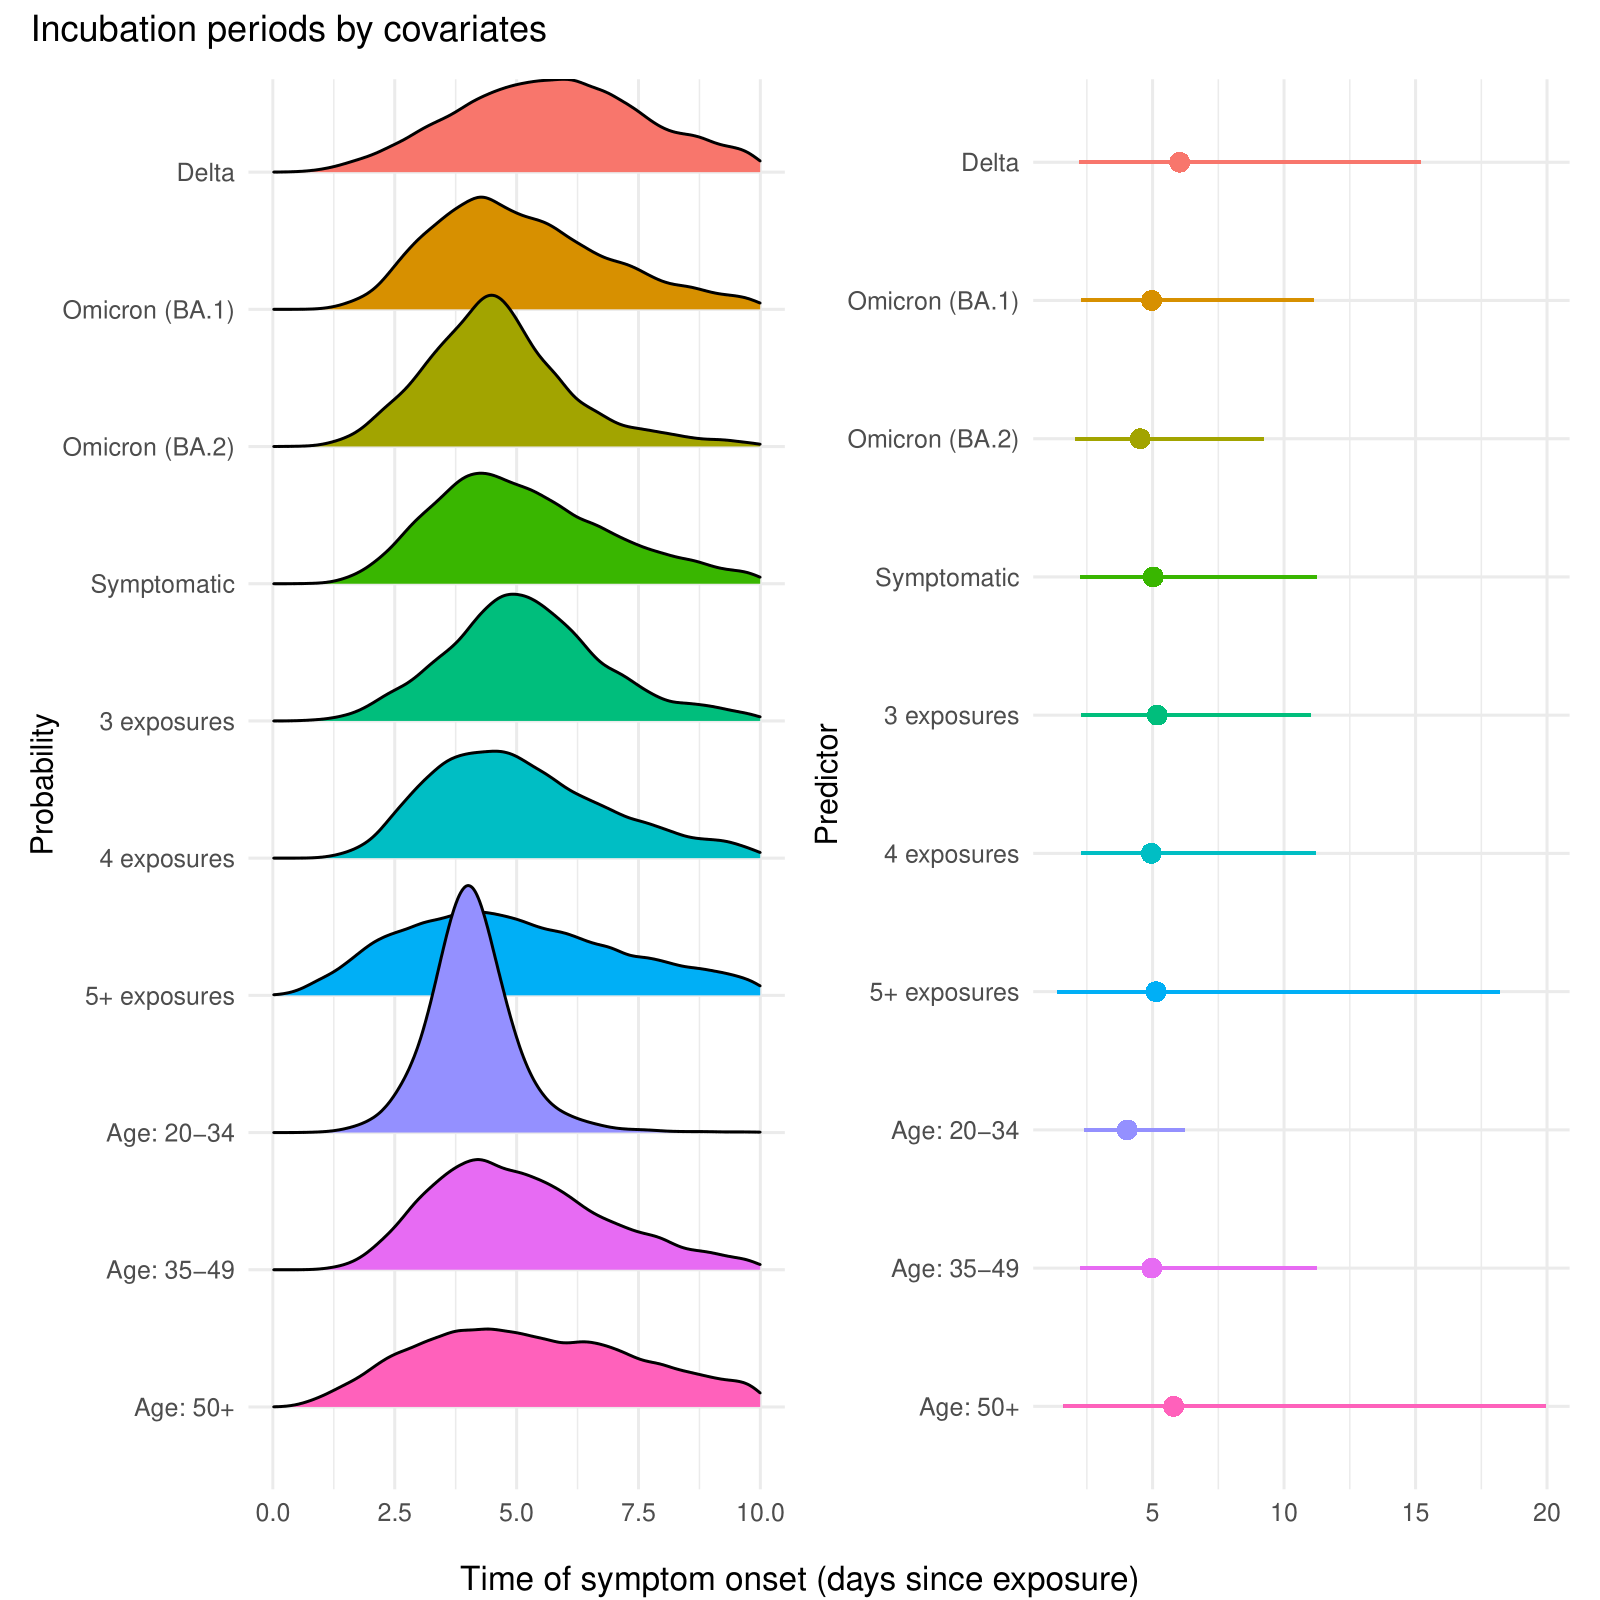 Incubation periods by covariates
Probability
Delta
Omicron (BA.1)
Omicron (BA.2)
Symptomatic
3 exposures
4 exposures
5+ exposures
Age: 20−34
Age: 35−49
Age: 50+
0.0 2.5 5.0 7.5 10.0
Predictor
Delta
Omicron (BA.1)
Omicron (BA.2)
Symptomatic
3 exposures
4 exposures
5+ exposures
Age: 20−34
Age: 35−49
Age: 50+
5 10 15 20
Time of symptom onset (days since exposure)